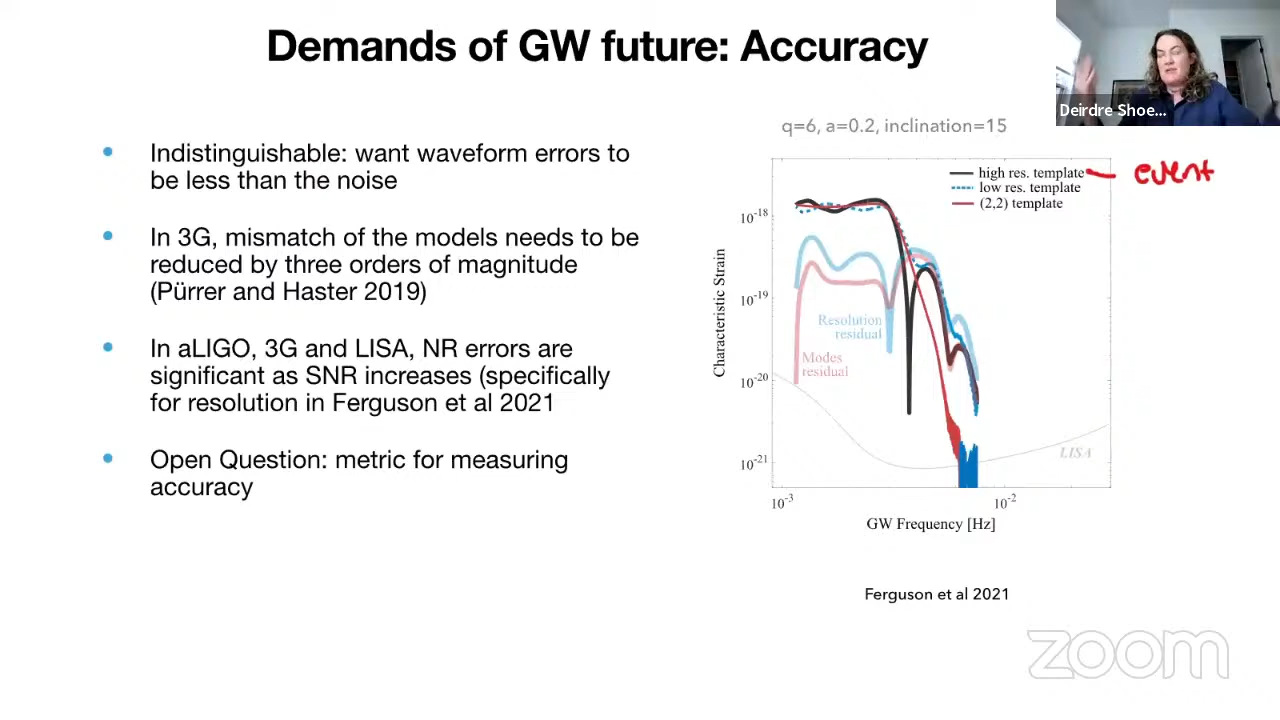 Demands of GW future: Accuracy
Deirdre Shoe...
Indistinguishable: want waveform errors to
be less than the noise
In 3G, mismatch of the models needs to be
reduced by three orders of magnitude
(Pürrer and Haster 2019)
In aLIGO, 3G and LISA, NR errors are
significant as SNR increases (specifically
for resolution in Ferguson et al 2021
Open Question: metric for measuring
accuracy
q=6, a=0.2, inclination=15
high res. template
event
low res. template
(2,2) template
Characteristic Strain
10⁻¹⁸
10⁻¹⁹
10⁻²⁰
10⁻²¹
Resolution
residual
Modes
residual
LISA
10⁻³
10⁻²
GW Frequency [Hz]
Ferguson et al 2021
zoom